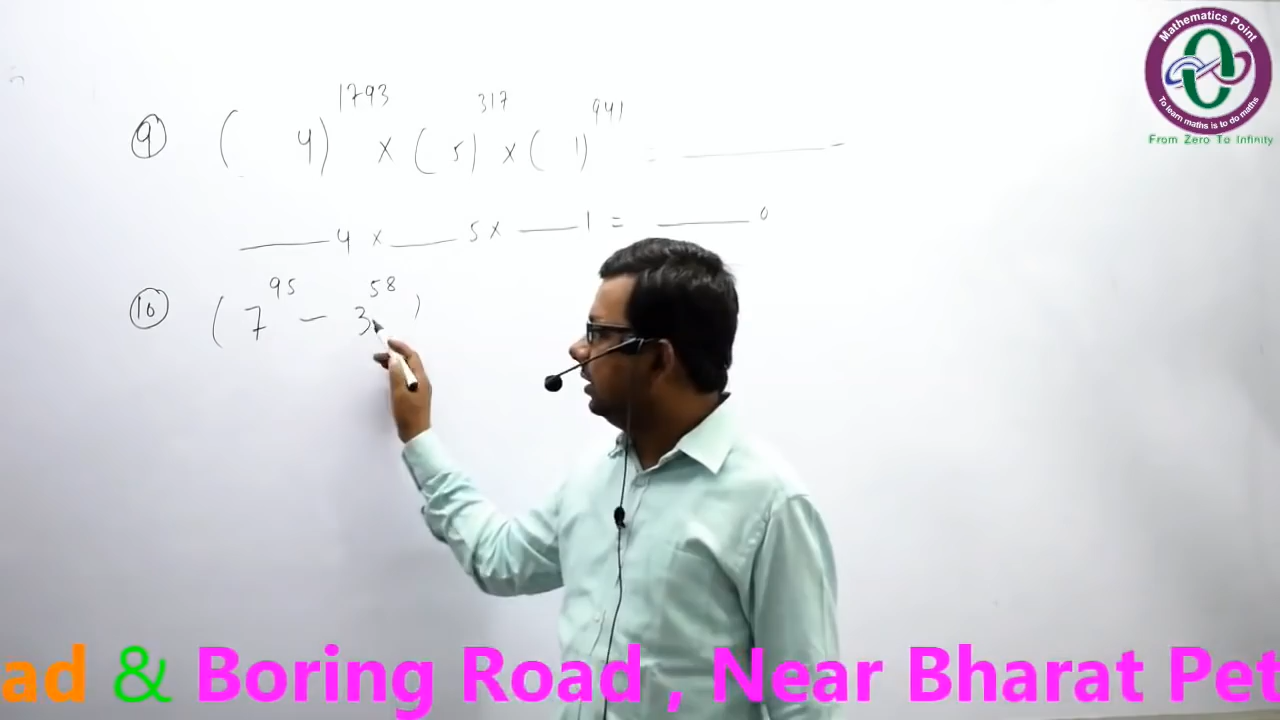 Mathematics Point
To learn maths is to do maths
From Zero To Infinity
9 ( 4)^1793 × ( 5)^317 × ( 1)^941 = ______
______4 × ______5 × ______1 = ______0
10 ( 7^95 – 3^58 )
ad & Boring Road , Near Bharat Pet